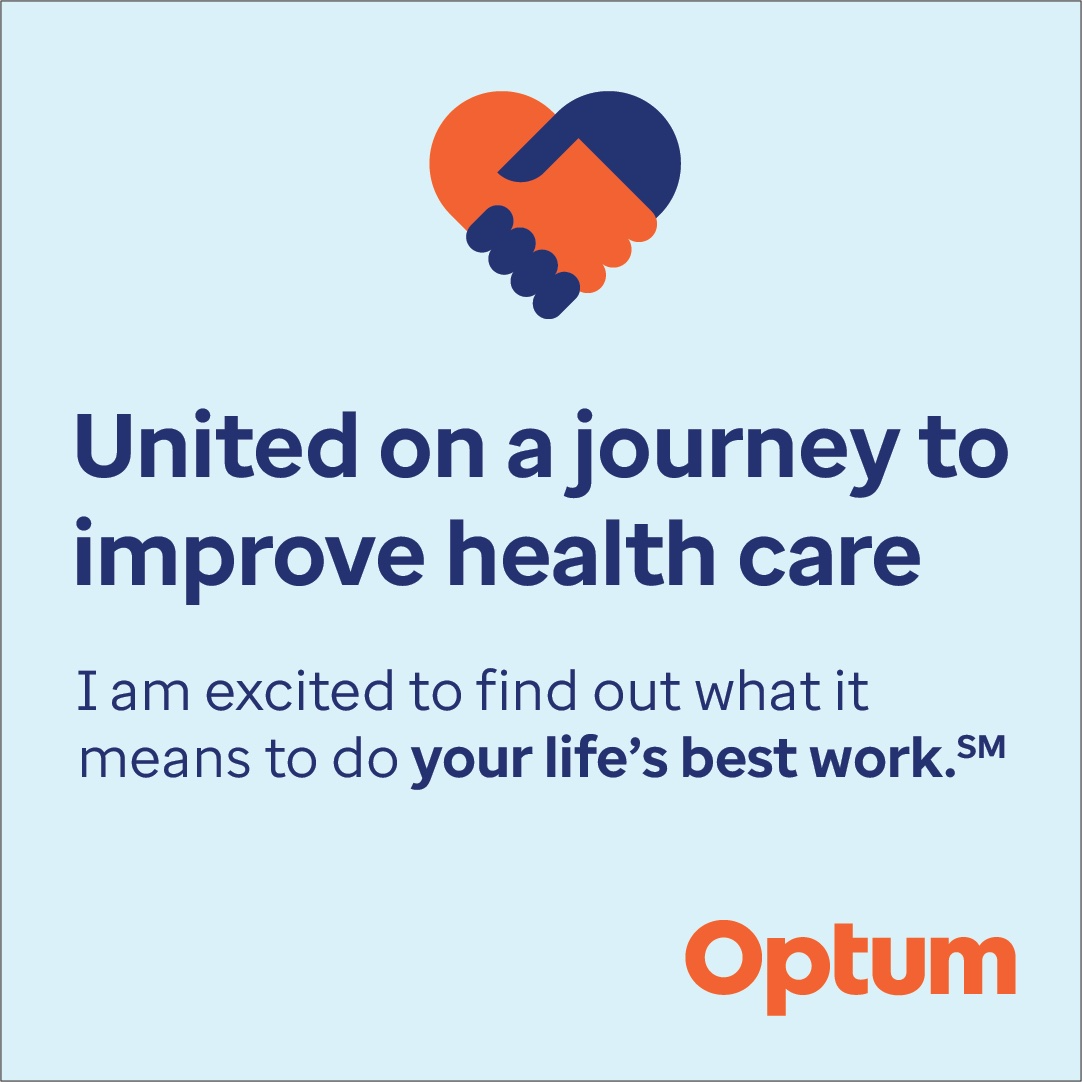 United on a journey to
improve health care
I am excited to find out what it
means to do your life’s best work.℠
Optum